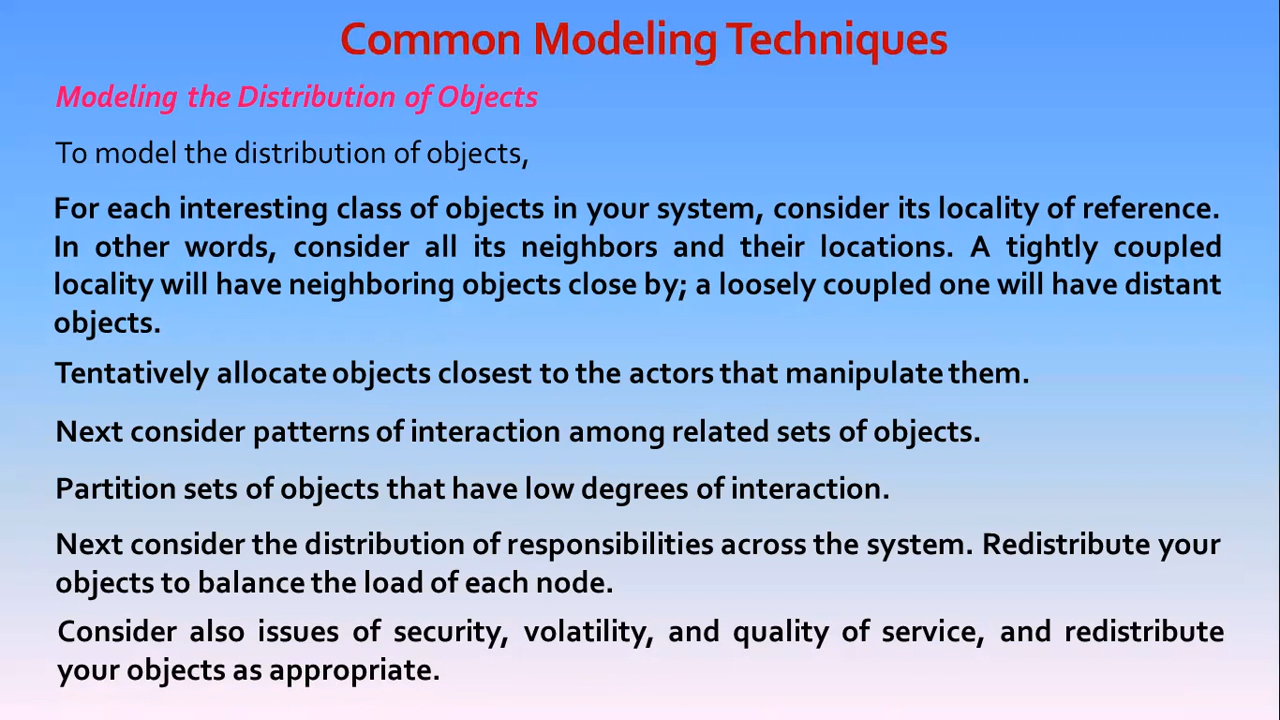 Common Modeling Techniques
Modeling the Distribution of Objects
To model the distribution of objects,
For each interesting class of objects in your system, consider its locality of reference.
In other words, consider all its neighbors and their locations. A tightly coupled
locality will have neighboring objects close by; a loosely coupled one will have distant
objects.
Tentatively allocate objects closest to the actors that manipulate them.
Next consider patterns of interaction among related sets of objects.
Partition sets of objects that have low degrees of interaction.
Next consider the distribution of responsibilities across the system. Redistribute your
objects to balance the load of each node.
Consider also issues of security, volatility, and quality of service, and redistribute
your objects as appropriate.